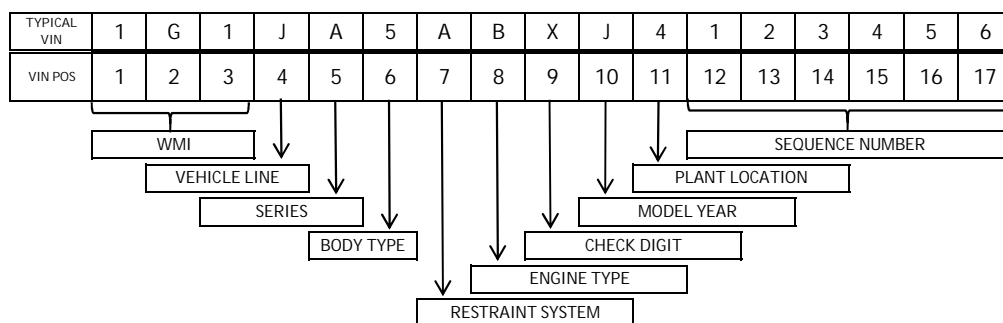 TYPICAL VIN 1 G 1 J A 5 A B X J 4 1 2 3 4 5 6
VIN POS 1 2 3 4 5 6 7 8 9 10 11 12 13 14 15 16 17
WMI SEQUENCE NUMBER
VEHICLE LINE PLANT LOCATION
SERIES MODEL YEAR
BODY TYPE CHECK DIGIT
ENGINE TYPE
RESTRAINT SYSTEM